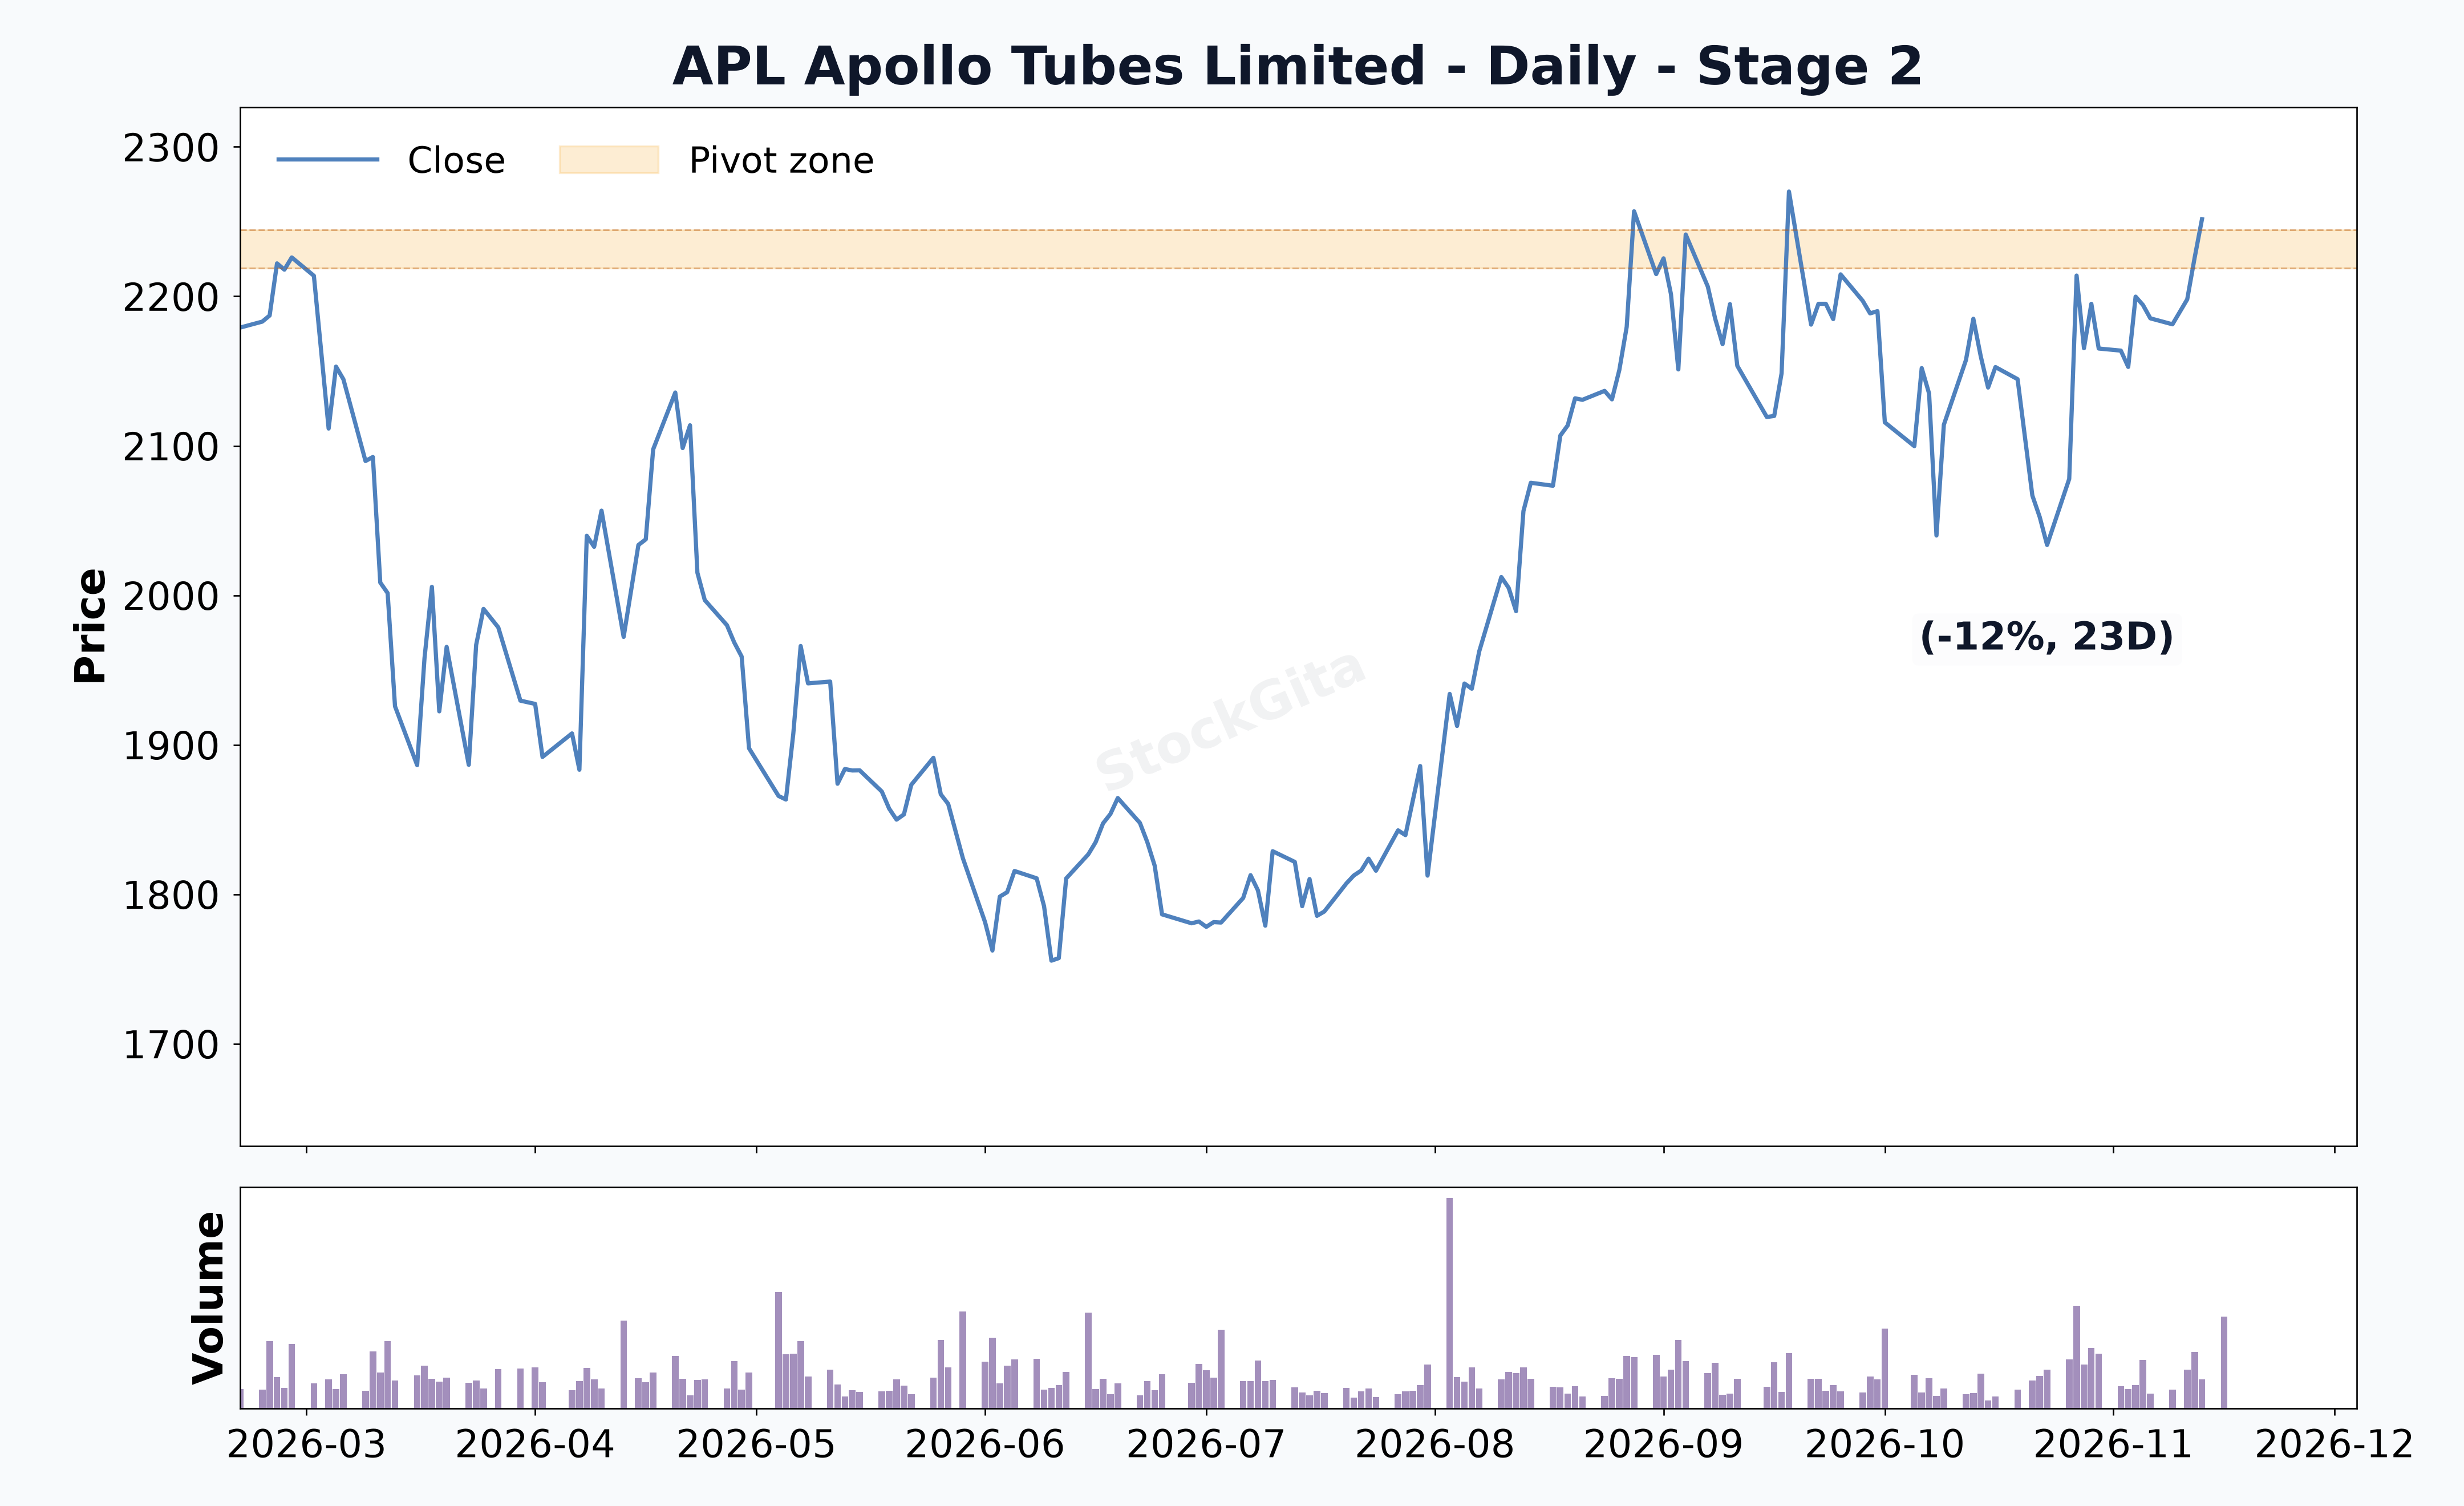 APL Apollo Tubes Limited - Daily - Stage 2
Close
Pivot zone
2300
2200
2100
2000
1900
1800
1700
Price
(-12%, 23D)
StockGita
Volume
2026-03
2026-04
2026-05
2026-06
2026-07
2026-08
2026-09
2026-10
2026-11
2026-12